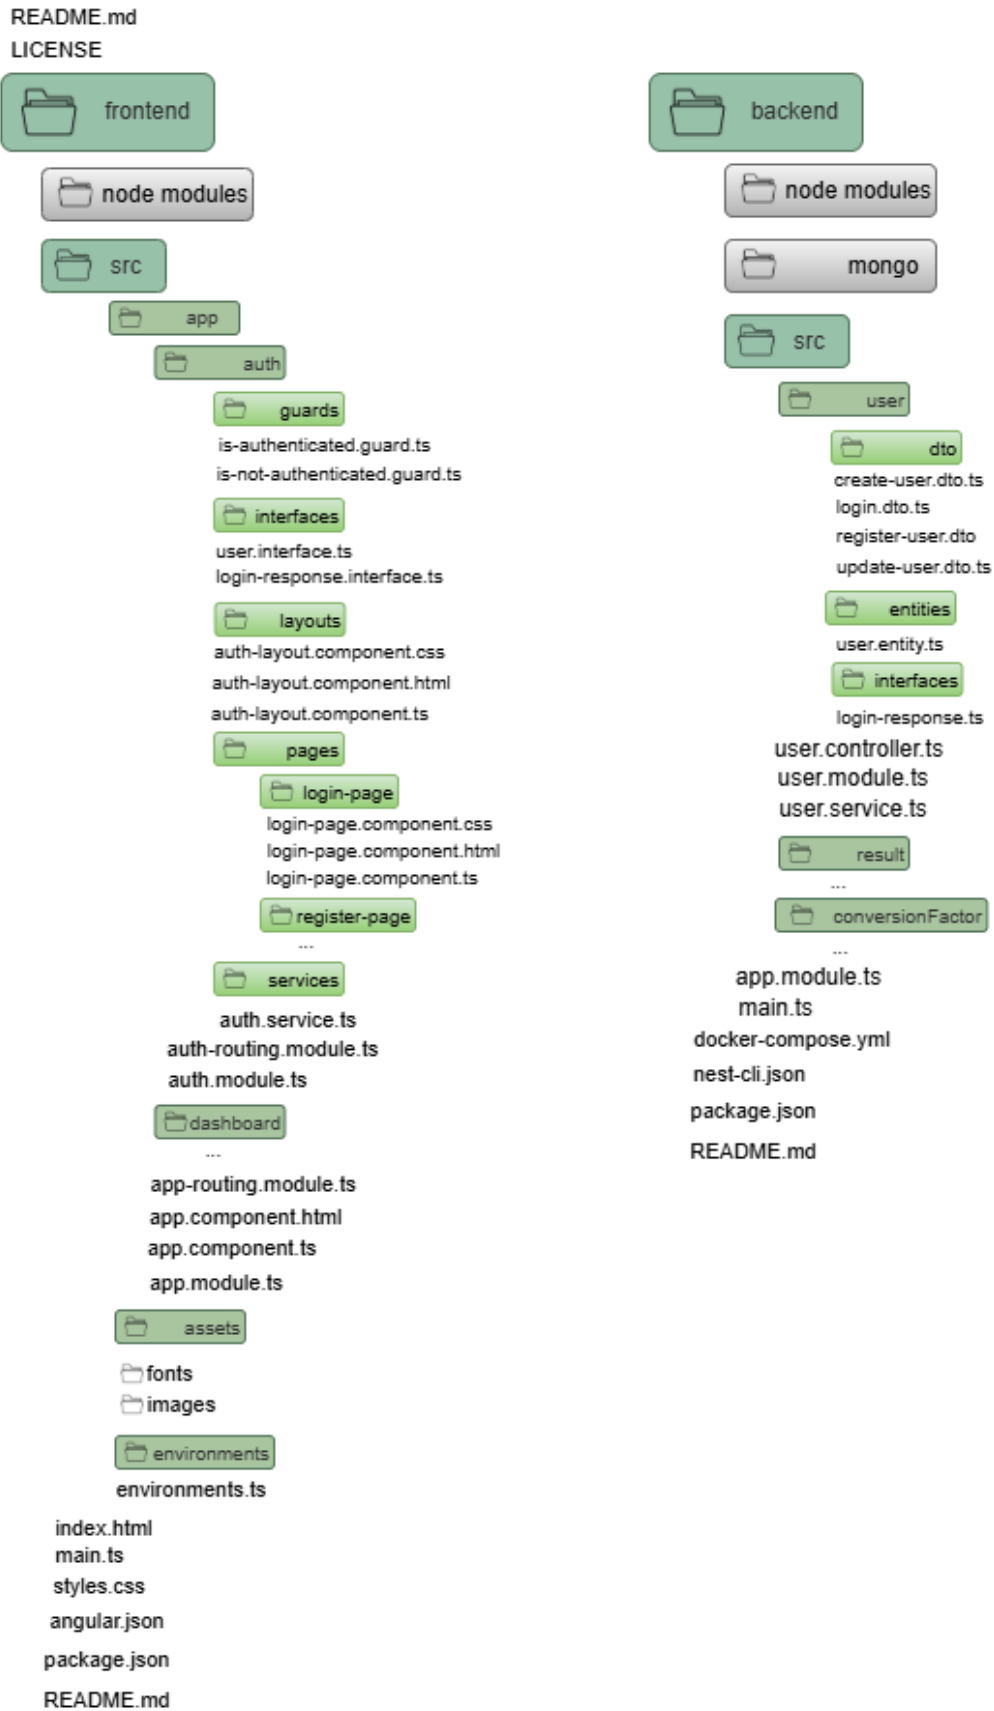 README.md
LICENSE
frontend
node modules
src
app
auth
guards
is-authenticated.guard.ts
is-not-authenticated.guard.ts
interfaces
user.interface.ts
login-response.interface.ts
layouts
auth-layout.component.css
auth-layout.component.html
auth-layout.component.ts
pages
login-page
login-page.component.css
login-page.component.html
login-page.component.ts
register-page
...
services
auth.service.ts
auth-routing.module.ts
auth.module.ts
dashboard
...
app-routing.module.ts
app.component.html
app.component.ts
app.module.ts
assets
fonts
images
environments
environments.ts
index.html
main.ts
styles.css
angular.json
package.json
README.md
backend
node modules
mongo
src
user
dto
create-user.dto.ts
login.dto.ts
register-user.dto
update-user.dto.ts
entities
user.entity.ts
interfaces
login-response.ts
user.controller.ts
user.module.ts
user.service.ts
result
...
conversionFactor
...
app.module.ts
main.ts
docker-compose.yml
nest-cli.json
package.json
README.md